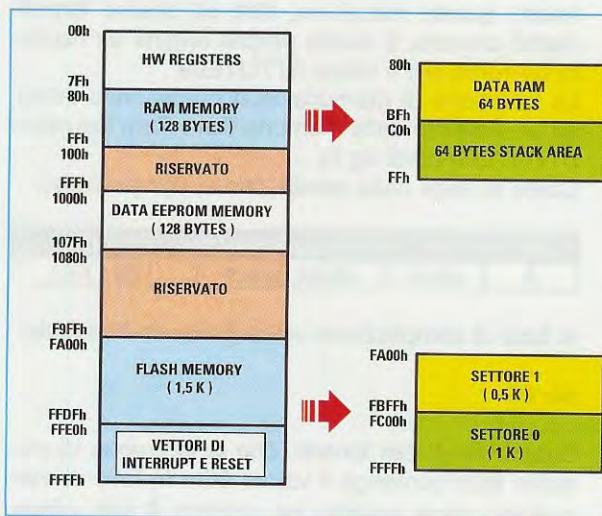 00h
HW REGISTERS
7Fh
80h
RAM MEMORY
( 128 BYTES )
FFh
100h
RISERVATO
FFFh
1000h
DATA EEPROM MEMORY
( 128 BYTES )
107Fh
1080h
RISERVATO
F9FFh
FA00h
FLASH MEMORY
( 1,5 K )
FFDFh
FFE0h
VETTORI DI
INTERRUPT E RESET
FFFFh
80h
DATA RAM
64 BYTES
BFh
C0h
64 BYTES STACK AREA
FFh
FA00h
SETTORE 1
( 0,5 K )
FBFFh
FC00h
SETTORE 0
( 1 K )
FFFFh